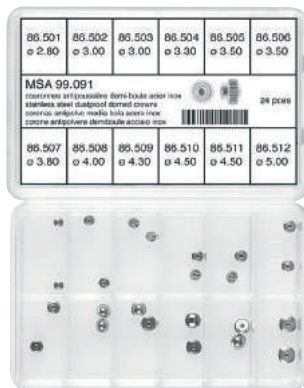 86.501 86.502 86.503 86.504 86.505 86.506
ø 2.80 ø 3.00 ø 3.00 ø 3.30 ø 3.50 ø 3.50
MSA 99.091
couronnes antipoussière demi-boule acier inox
stainless steel dustproof domed crowns
coronas antipolvo media bola acero inox
corone antipolvere demiboule acciaio inox
24 pces
86.507 86.508 86.509 86.510 86.511 86.512
ø 3.80 ø 4.00 ø 4.30 ø 4.50 ø 4.50 ø 5.00